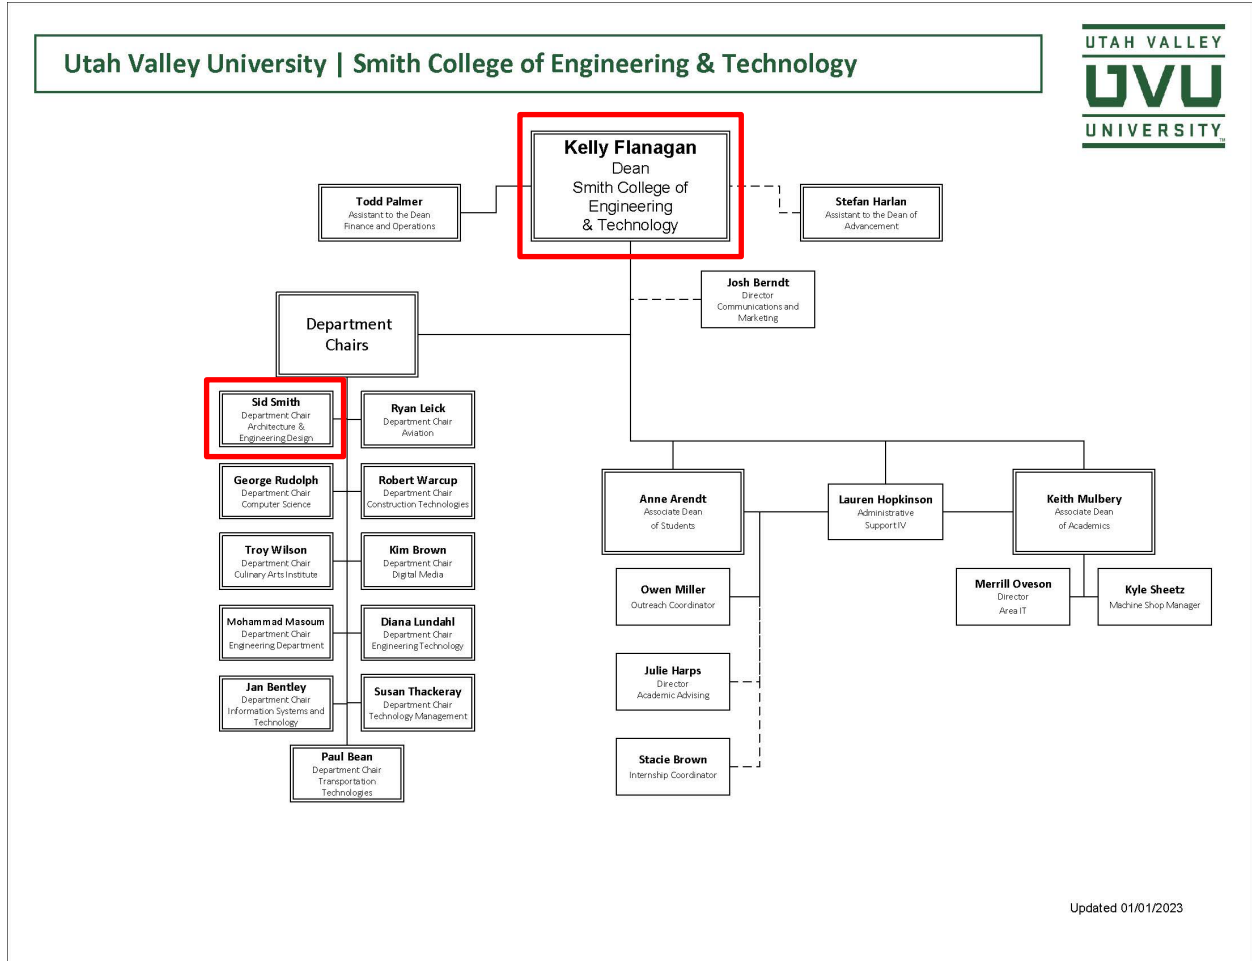 Utah Valley University | Smith College of Engineering & Technology
UTAH VALLEY
UVU
UNIVERSITY
TM
Kelly Flanagan
Dean
Smith College of
Engineering
& Technology
Todd Palmer
Assistant to the Dean
Finance and Operations
Stefan Harlan
Assistant to the Dean of
Advancement
Josh Berndt
Director
Communications and
Marketing
Department
Chairs
Sid Smith
Department Chair
Architecture &
Engineering Design
Ryan Leick
Department Chair
Aviation
George Rudolph
Department Chair
Computer Science
Robert Warcup
Department Chair
Construction Technologies
Troy Wilson
Department Chair
Culinary Arts Institute
Kim Brown
Department Chair
Digital Media
Mohammad Masoum
Department Chair
Engineering Department
Diana Lundahl
Department Chair
Engineering Technology
Jan Bentley
Department Chair
Information Systems and
Technology
Susan Thackeray
Department Chair
Technology Management
Paul Bean
Department Chair
Transportation
Technologies
Anne Arendt
Associate Dean
of Students
Lauren Hopkinson
Administrative
Support IV
Keith Mulbery
Associate Dean
of Academics
Owen Miller
Outreach Coordinator
Julie Harps
Director
Academic Advising
Stacie Brown
Internship Coordinator
Merrill Oveson
Director
Area IT
Kyle Sheetz
Machine Shop Manager
Updated 01/01/2023